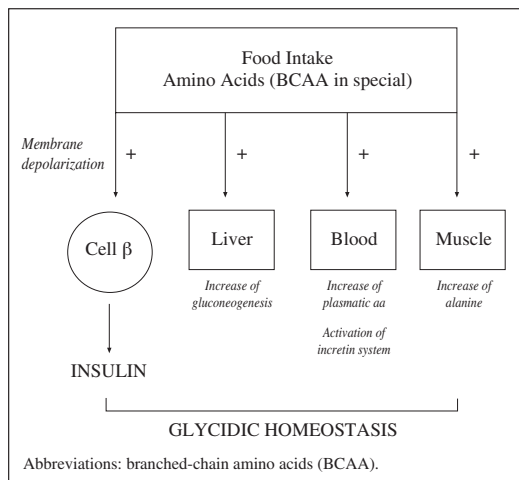 Food Intake
Amino Acids (BCAA in special)
Membrane
depolarization
+
+
+
+
Cell β
Liver
Blood
Muscle
Increase of
gluconeogenesis
Increase of
plasmatic aa
Activation of
incretin system
Increase of
alanine
INSULIN
GLYCIDIC HOMEOSTASIS
Abbreviations: branched-chain amino acids (BCAA).